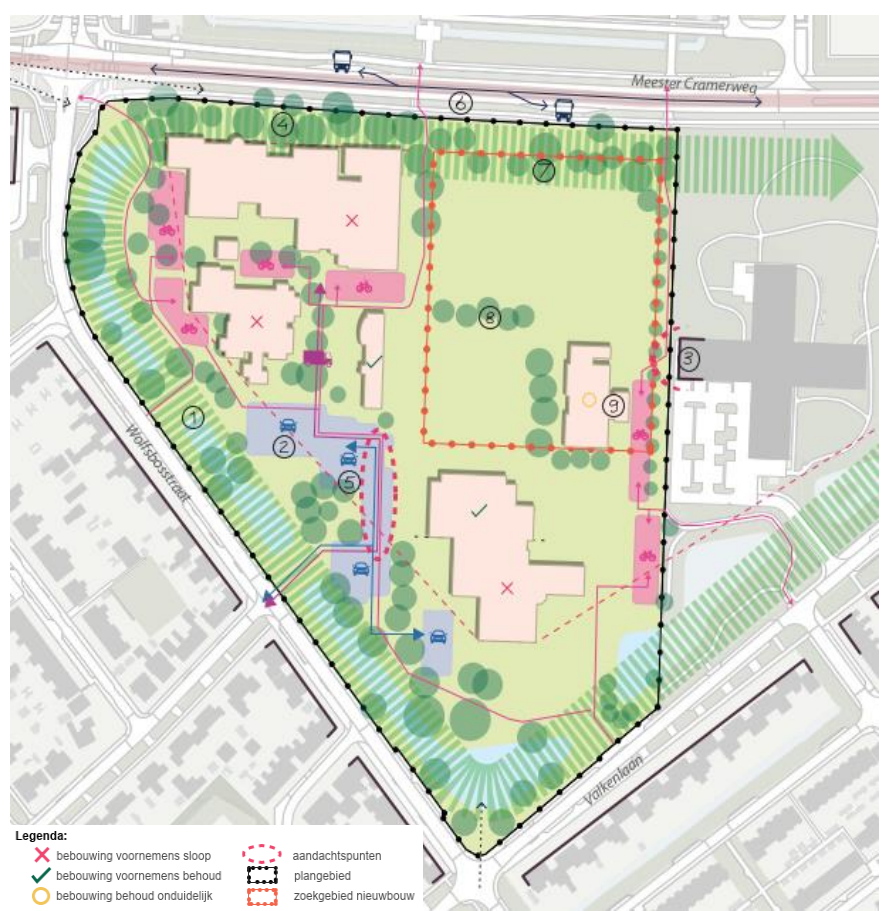 Meester Cramerweg
6
4
7
8
3
9
1
2
5
Wolfsbosstraat
Valkenlaan
Legenda:
bebouwing voornemens sloop
bebouwing voornemens behoud
bebouwing behoud onduidelijk
aandachtspunten
plangebied
zoekgebied nieuwbouw